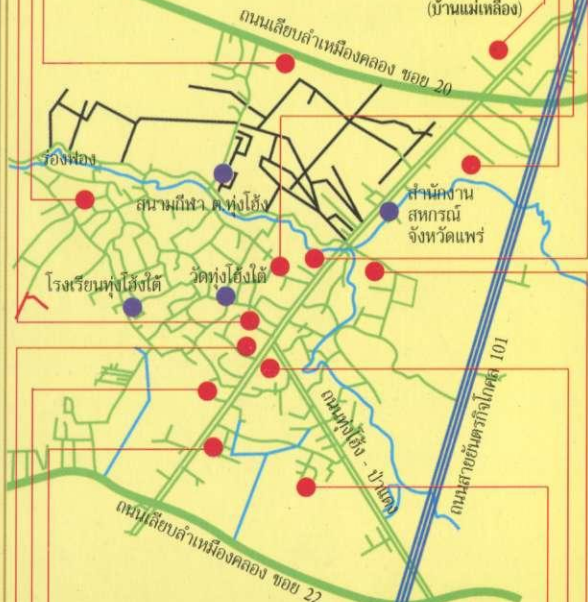 (บ้านแม่เหลือง)
ถนนเลียบลำเหมืองคลอง ซอย 20
ร่องฟอง
สนามกีฬา ต.ทุ่งโฮ้ง
สำนักงาน
สหกรณ์
จังหวัดแพร่
โรงเรียนทุ่งโฮ้งใต้
วัดทุ่งโฮ้งใต้
ถนนทุ่งโฮ้ง - ป่าแดง
ถนนสายยันตรกิจโกศล 101
ถนนเลียบลำเหมืองคลอง ซอย 22